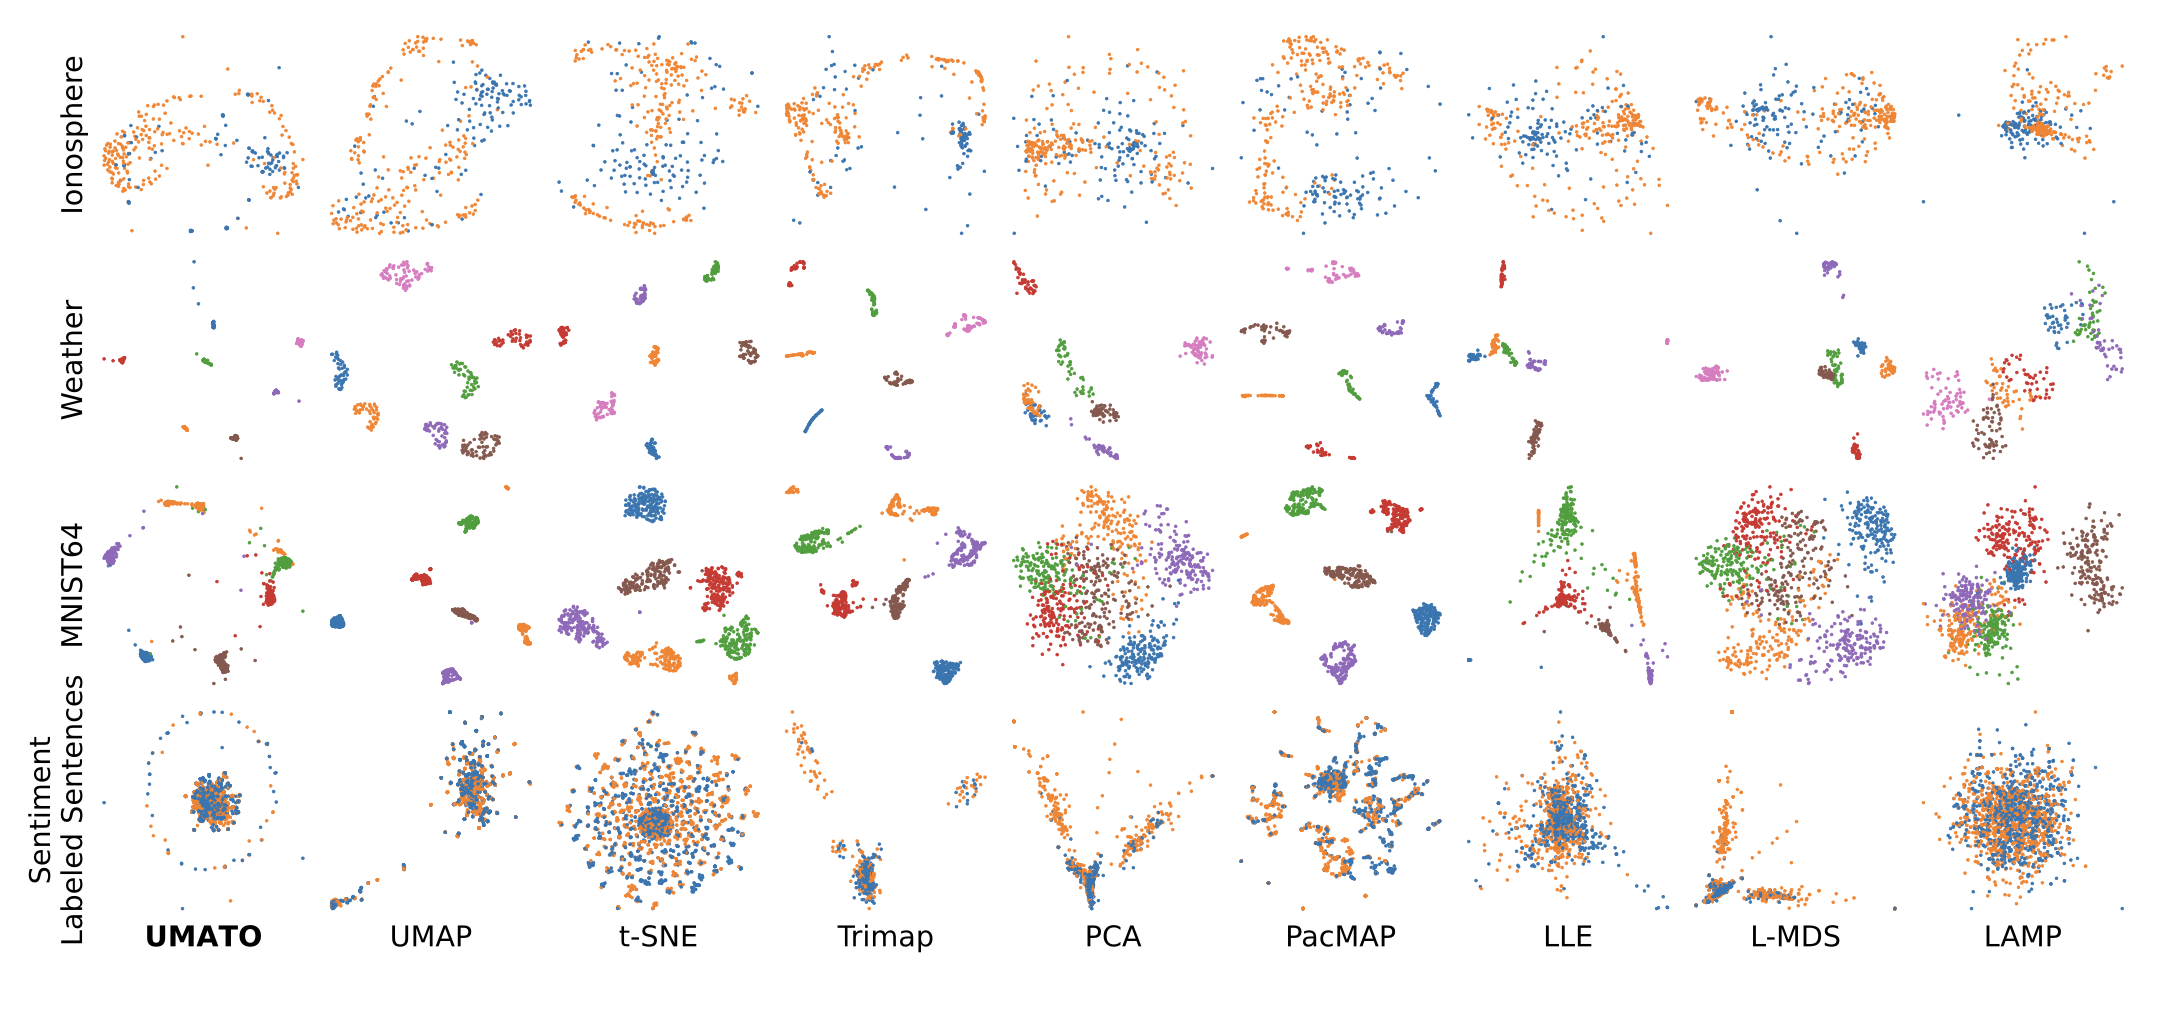 Ionosphere
Weather
MNIST64
Sentiment
Labeled Sentences
UMATO UMAP t-SNE Trimap PCA PacMAP LLE L-MDS LAMP